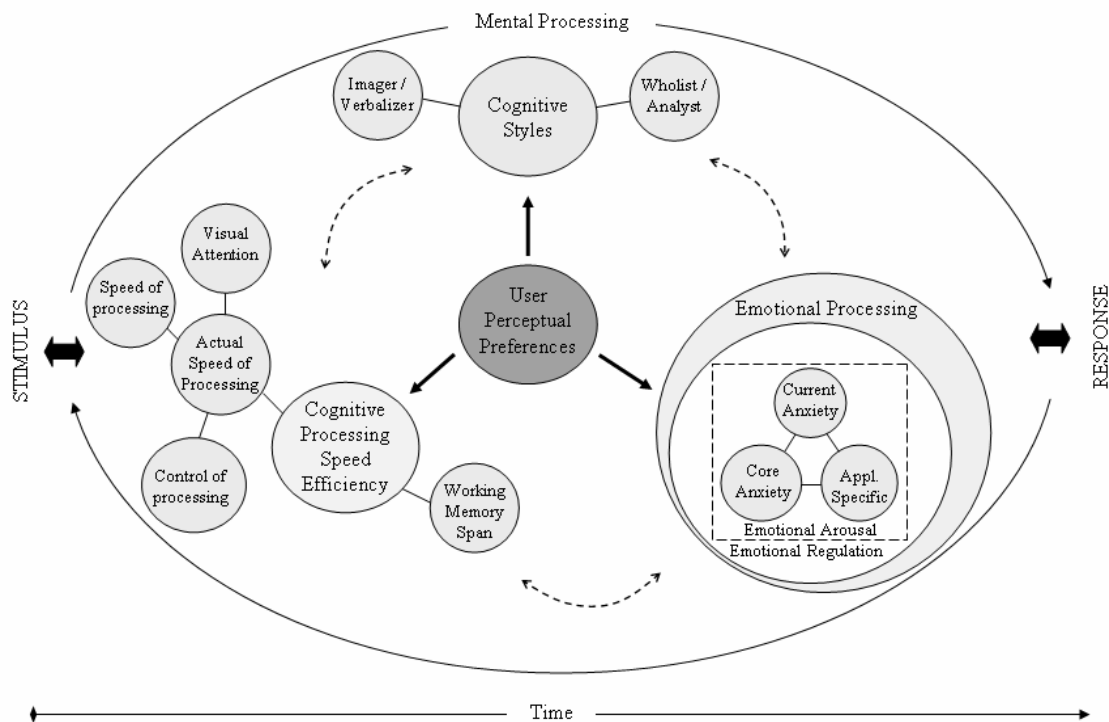 Mental Processing
Imager /
Verbalizer
Cognitive
Styles
Wholist /
Analyst
Visual
Attention
Speed of
processing
Actual
Speed of
Processing
Control of
processing
Cognitive
Processing
Speed
Efficiency
Working
Memory
Span
User
Perceptual
Preferences
Emotional Processing
Current
Anxiety
Core
Anxiety
Appl.
Specific
Emotional Arousal
Emotional Regulation
STIMULUS
RESPONSE
Time